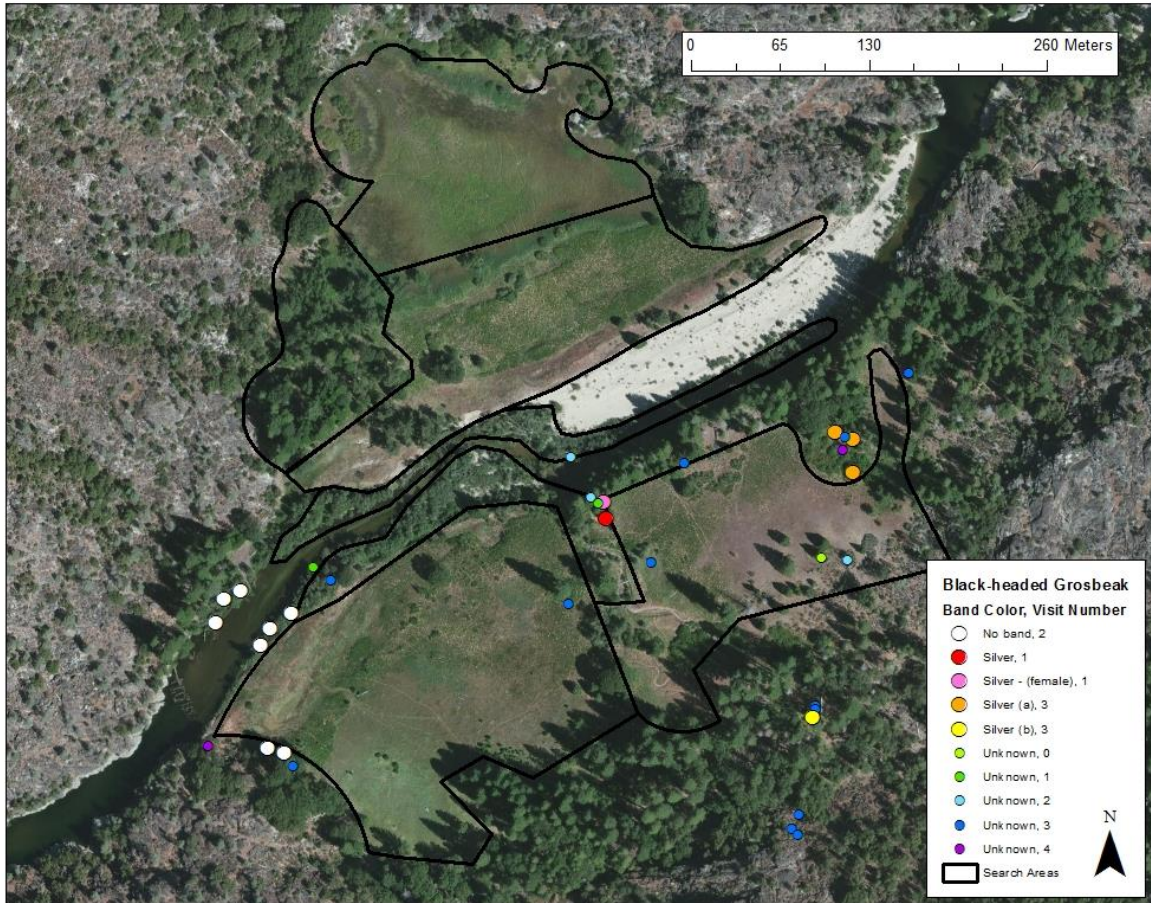 0 65 130 260 Meters
Black-headed Grosbeak
Band Color, Visit Number
No band, 2
Silver, 1
Silver - (female), 1
Silver (a), 3
Silver (b), 3
Unknown, 0
Unknown, 1
Unknown, 2
Unknown, 3
Unknown, 4
Search Areas
N